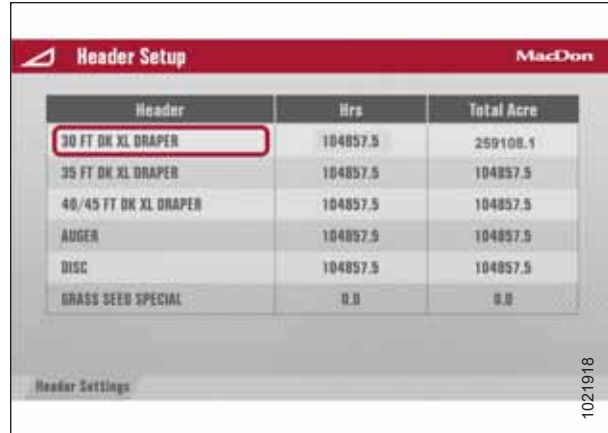 Header Setup MacDon
Header Hrs Total Acre
30 FT DK XL DRAPER 104857.5 259108.1
35 FT DK XL DRAPER 104857.5 104857.5
40/45 FT DK XL DRAPER 104857.5 104857.5
AUGER 104857.5 104857.5
DISC 104857.5 104857.5
GRASS SEED SPECIAL 0.0 0.0
Header Settings
1021918